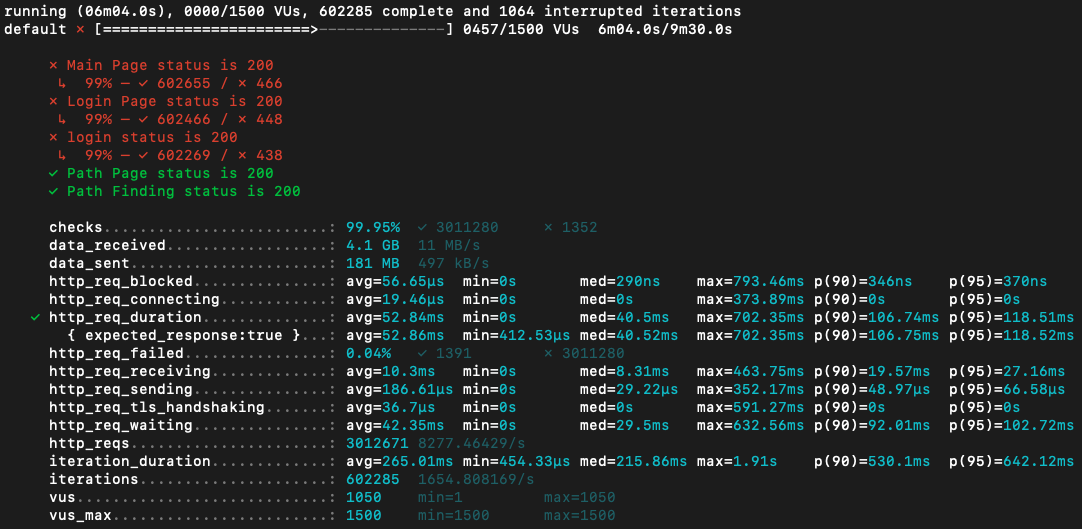 running (06m04.0s), 0000/1500 VUs, 602285 complete and 1064 interrupted iterations
default ✗ [=======================>--------------] 0457/1500 VUs  6m04.0s/9m30.0s
✗ Main Page status is 200
↳  99% — ✓ 602655 / ✗ 466
✗ Login Page status is 200
↳  99% — ✓ 602466 / ✗ 448
✗ login status is 200
↳  99% — ✓ 602269 / ✗ 438
✓ Path Page status is 200
✓ Path Finding status is 200
checks.........................: 99.95%  ✓ 3011280     ✗ 1352
data_received..................: 4.1 GB  11 MB/s
data_sent......................: 181 MB  497 kB/s
http_req_blocked...............: avg=56.65µs  min=0s       med=290ns    max=793.46ms p(90)=346ns    p(95)=370ns
http_req_connecting............: avg=19.46µs  min=0s       med=0s       max=373.89ms p(90)=0s       p(95)=0s
✓ http_req_duration..............: avg=52.84ms  min=0s       med=40.5ms   max=702.35ms p(90)=106.74ms p(95)=118.51ms
{ expected_response:true }...: avg=52.86ms  min=412.53µs med=40.52ms  max=702.35ms p(90)=106.75ms p(95)=118.52ms
http_req_failed................: 0.04%   ✓ 1391        ✗ 3011280
http_req_receiving.............: avg=10.3ms   min=0s       med=8.31ms   max=463.75ms p(90)=19.57ms  p(95)=27.16ms
http_req_sending...............: avg=186.61µs min=0s       med=29.22µs  max=352.17ms p(90)=48.97µs  p(95)=66.58µs
http_req_tls_handshaking.......: avg=36.7µs   min=0s       med=0s       max=591.27ms p(90)=0s       p(95)=0s
http_req_waiting...............: avg=42.35ms  min=0s       med=29.5ms   max=632.56ms p(90)=92.01ms  p(95)=102.72ms
http_reqs......................: 3012671 8277.46429/s
iteration_duration.............: avg=265.01ms min=454.33µs med=215.86ms max=1.91s    p(90)=530.1ms  p(95)=642.12ms
iterations.....................: 602285  1654.808169/s
vus............................: 1050    min=1         max=1050
vus_max........................: 1500    min=1500      max=1500